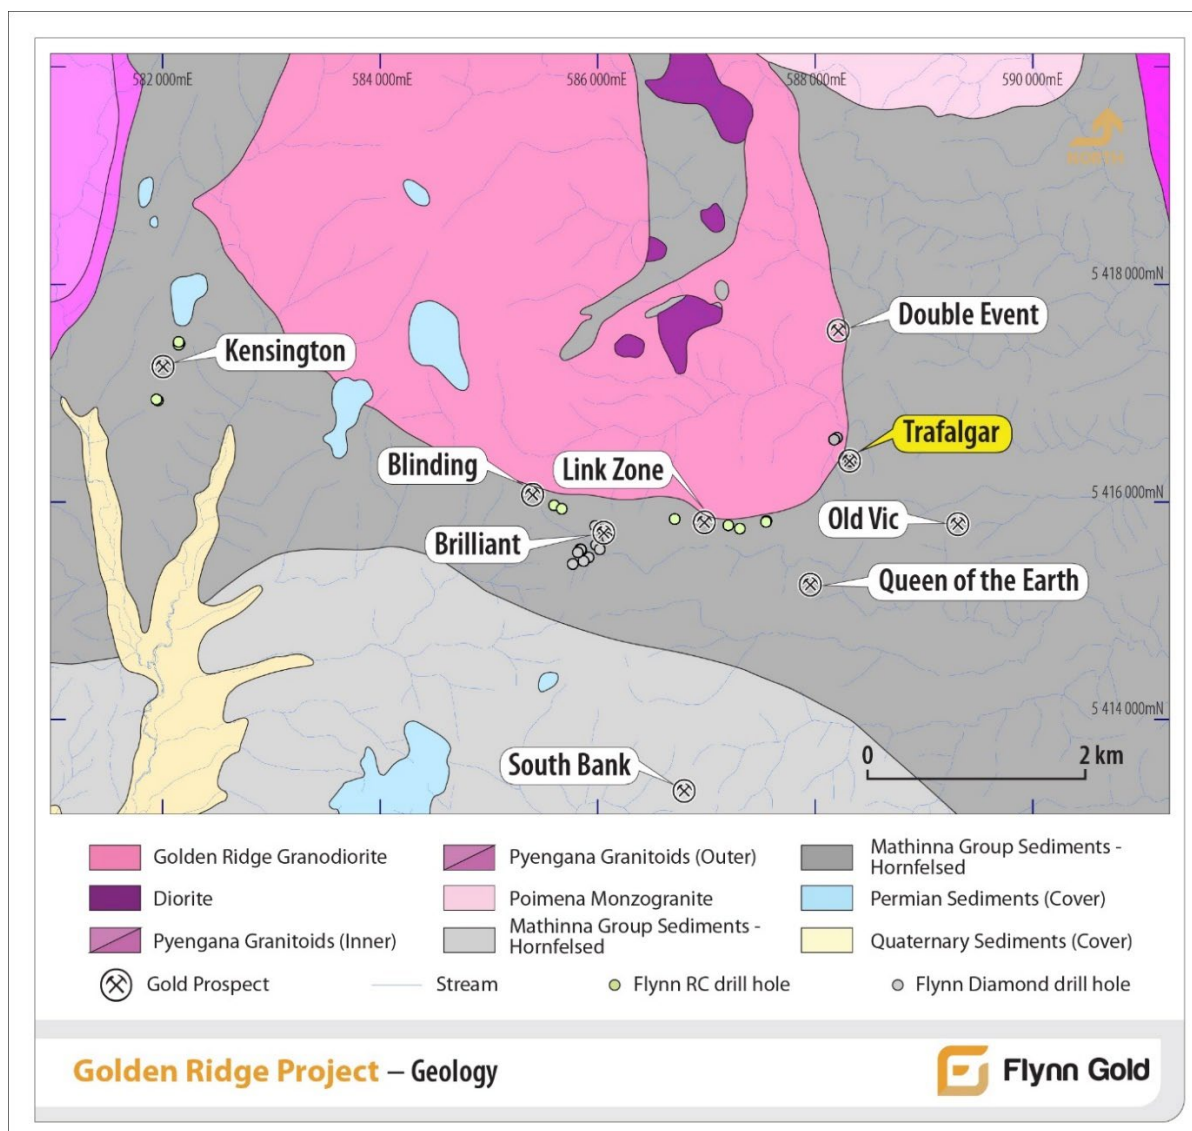 582 000mE
584 000mE
586 000mE
588 000mE
590 000mE
NORTH
5 418 000mN
Double Event
Kensington
Trafalgar
Blinding
Link Zone
5 416 000mN
Old Vic
Brilliant
Queen of the Earth
5 414 000mN
South Bank
0
2 km
Golden Ridge Granodiorite
Pyengana Granitoids (Outer)
Mathinna Group Sediments -
Hornfelsed
Diorite
Poimena Monzogranite
Permian Sediments (Cover)
Pyengana Granitoids (Inner)
Mathinna Group Sediments -
Hornfelsed
Quaternary Sediments (Cover)
Gold Prospect
Stream
Flynn RC drill hole
Flynn Diamond drill hole
Golden Ridge Project – Geology
Flynn Gold